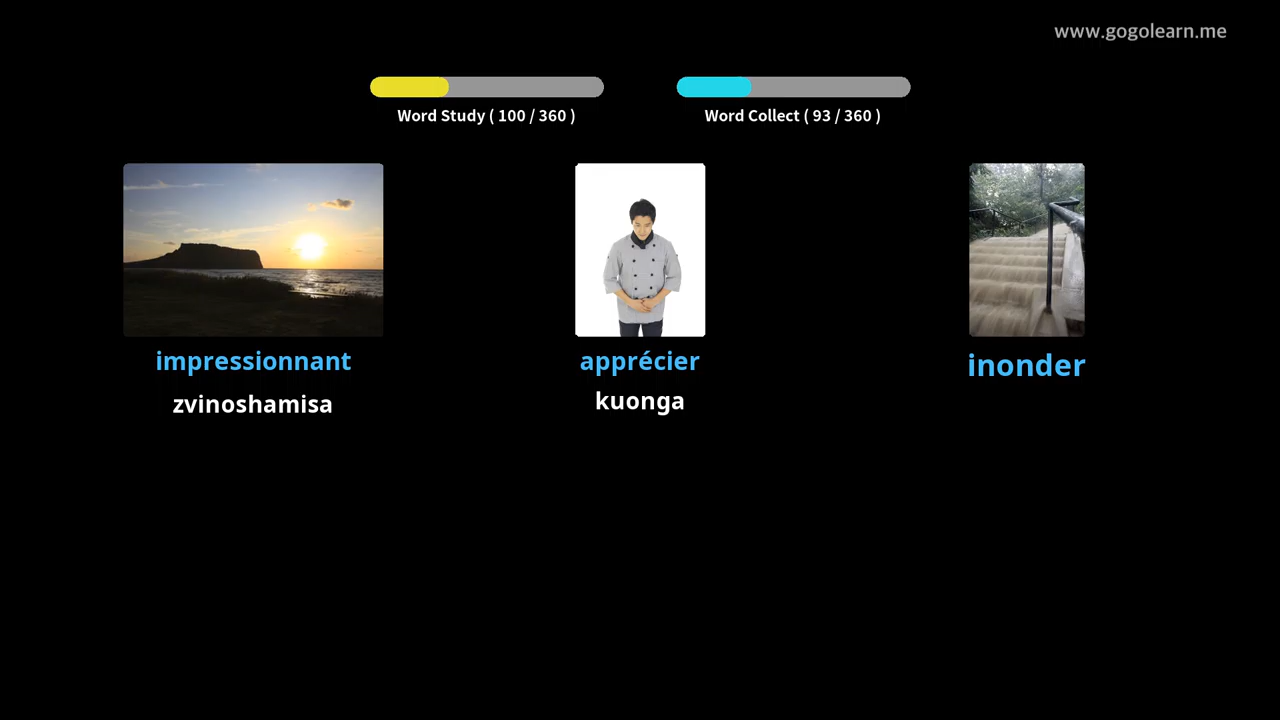 www.gogolearn.me
Word Study ( 100 / 360 )
Word Collect ( 93 / 360 )
impressionnant
apprécier
inonder
zvinoshamisa
kuonga